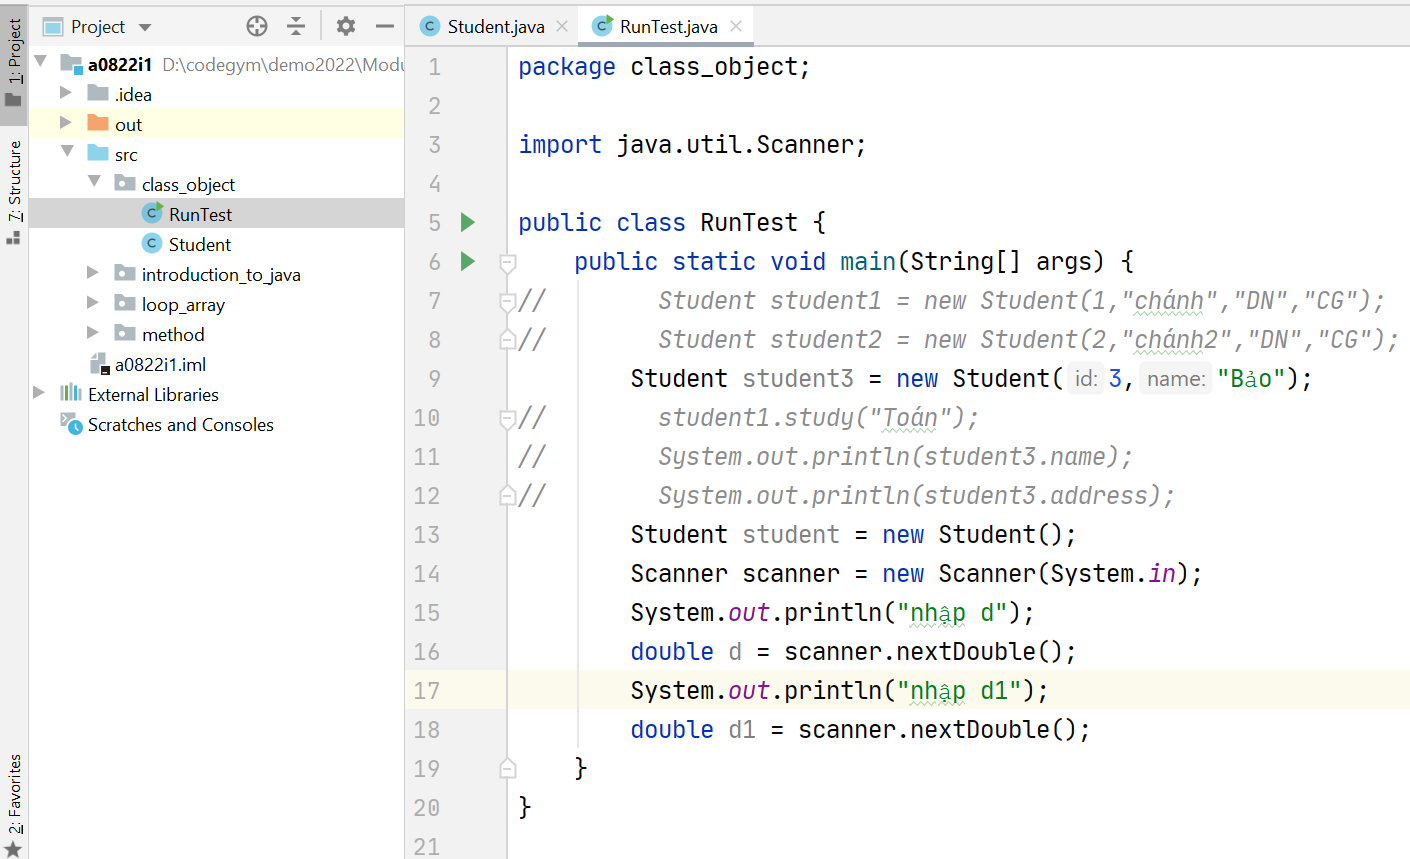 1: Project
7: Structure
2: Favorites
Project
a0822i1 D:\codegym\demo2022\Modu
.idea
out
src
class_object
RunTest
Student
introduction_to_java
loop_array
method
a0822i1.iml
External Libraries
Scratches and Consoles
Student.java
RunTest.java
1 package class_object;
2
3 import java.util.Scanner;
4
5 public class RunTest {
6     public static void main(String[] args) {
7 //        Student student1 = new Student(1,"chánh","DN","CG");
8 //        Student student2 = new Student(2,"chánh2","DN","CG");
9         Student student3 = new Student( id: 3, name: "Bảo");
10 //        student1.study("Toán");
11 //        System.out.println(student3.name);
12 //        System.out.println(student3.address);
13         Student student = new Student();
14         Scanner scanner = new Scanner(System.in);
15         System.out.println("nhập d");
16         double d = scanner.nextDouble();
17         System.out.println("nhập d1");
18         double d1 = scanner.nextDouble();
19     }
20 }
21